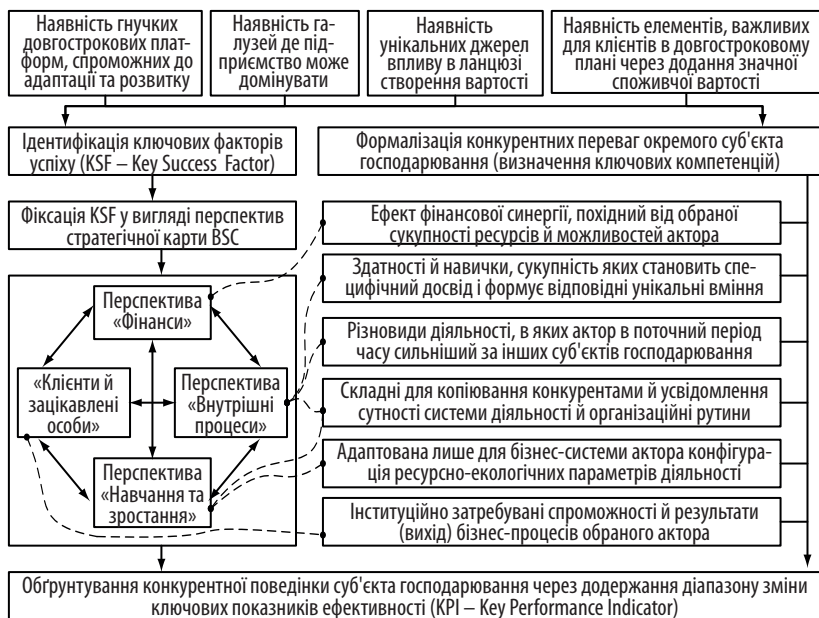 Наявність гнучких
довгострокових плат-
форм, спроможних до
адаптації та розвитку
Наявність га-
лузей де під-
приємство може
домінувати
Наявність
унікальних джерел
впливу в ланцюзі
створення вартості
Наявність елементів, важливих
для клієнтів в довгостроковому
плані через додання значної
споживчої вартості
Ідентифікація ключових факторів
успіху (KSF – Key Success Factor)
Формалізація конкурентних переваг окремого суб'єкта
господарювання (визначення ключових компетенцій)
Фіксація KSF у вигляді перспектив
стратегічної карти BSC
Ефект фінансової синергії, похідний від обраної
сукупності ресурсів й можливостей актора
Здатності й навички, сукупність яких становить спе-
цифічний досвід і формує відповідні унікальні вміння
Різновиди діяльності, в яких актор в поточний період
часу сильніший за інших суб'єктів господарювання
Складні для копіювання конкурентами й усвідомлення
сутності системи діяльності й організаційні рутини
Адаптована лише для бізнес-системи актора конфігура-
ція ресурсно-екологічних параметрів діяльності
Інституційно затребувані спроможності й результати
(вихід) бізнес-процесів обраного актора
Перспектива
«Фінанси»
«Клієнти й
зацікавлені
особи»
Перспектива
«Внутрішні
процеси»
Перспектива
«Навчання та
зростання»
Обґрунтування конкурентної поведінки суб'єкта господарювання через додержання діапазону зміни
ключових показників ефективності (KPI – Key Performance Indicator)